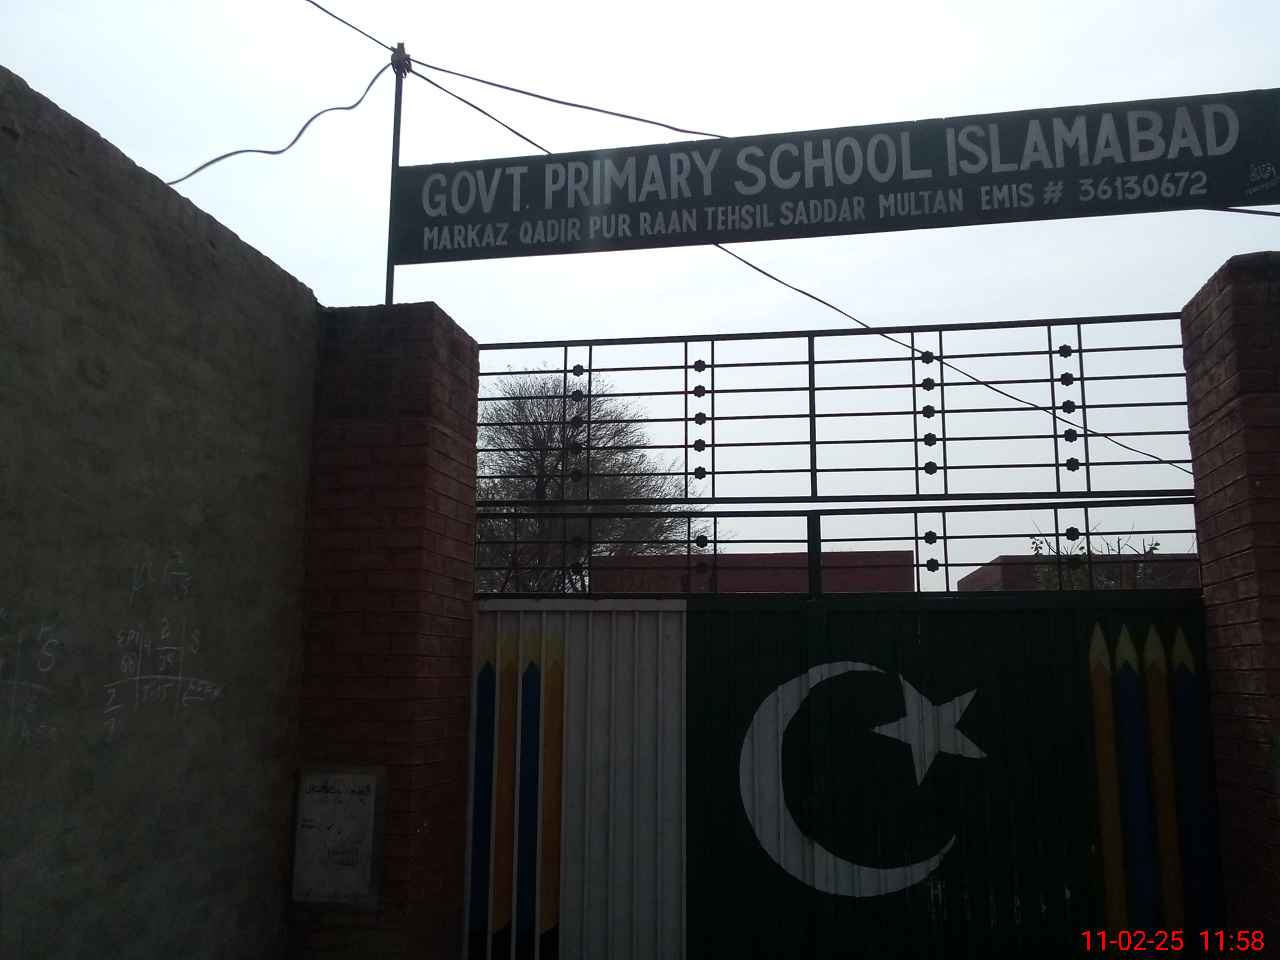 GOVT. PRIMARY SCHOOL ISLAMABAD
MARKAZ QADIR PUR RAAN TEHSIL SADDAR MULTAN EMIS # 36130672
11-02-25 11:58